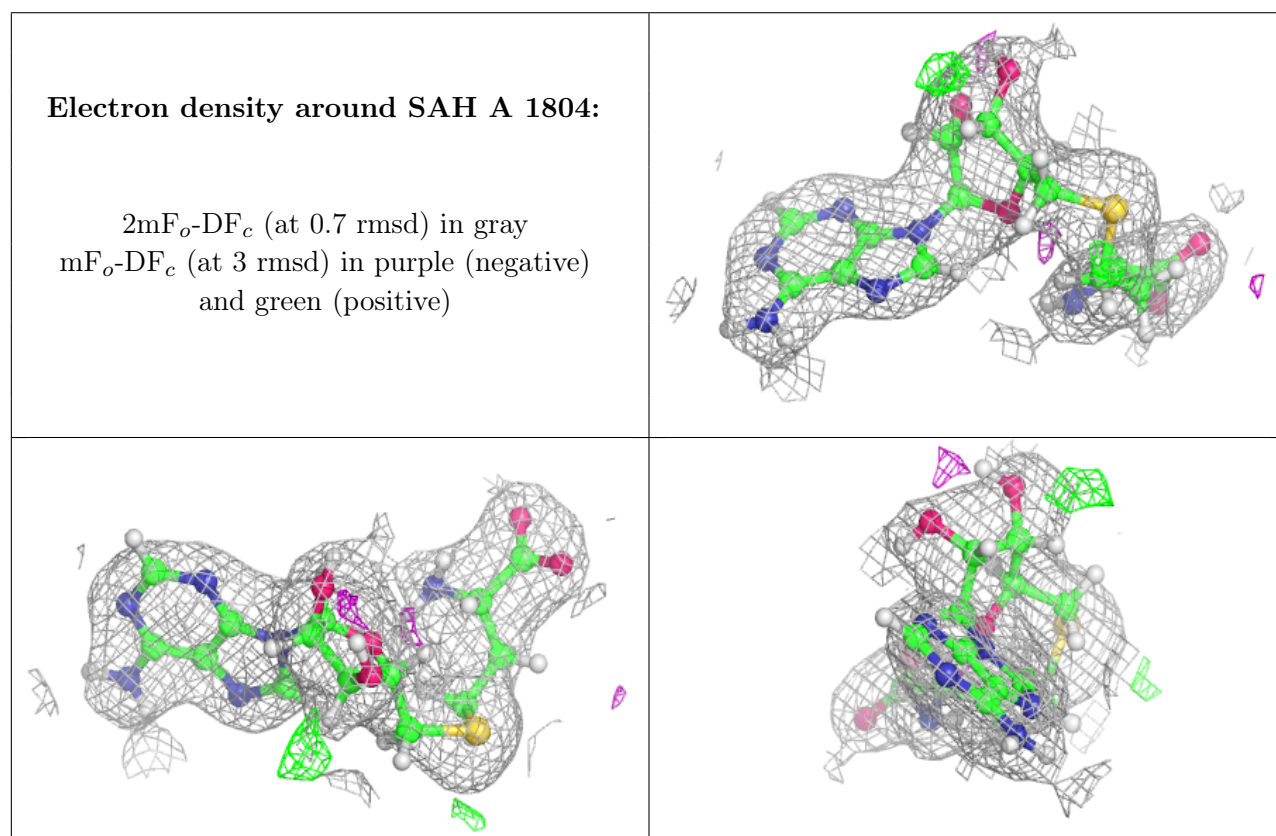 Electron density around SAH A 1804:
2mFo-DFc (at 0.7 rmsd) in gray
mFo-DFc (at 3 rmsd) in purple (negative)
and green (positive)